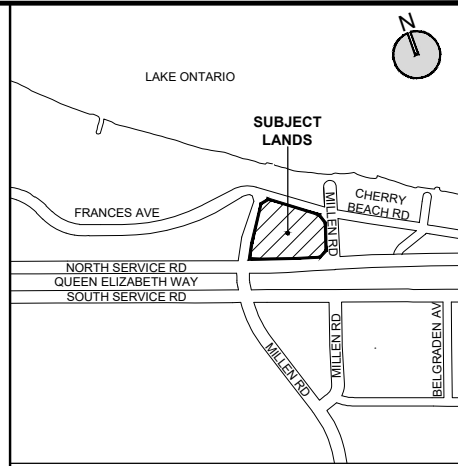 N
LAKE ONTARIO
SUBJECT
LANDS
CHERRY
BEACH RD
MILLEN RD
FRANCES AVE
NORTH SERVICE RD
QUEEN ELIZABETH WAY
SOUTH SERVICE RD
MILLEN RD
MILLEN RD
BELGRADEN AV